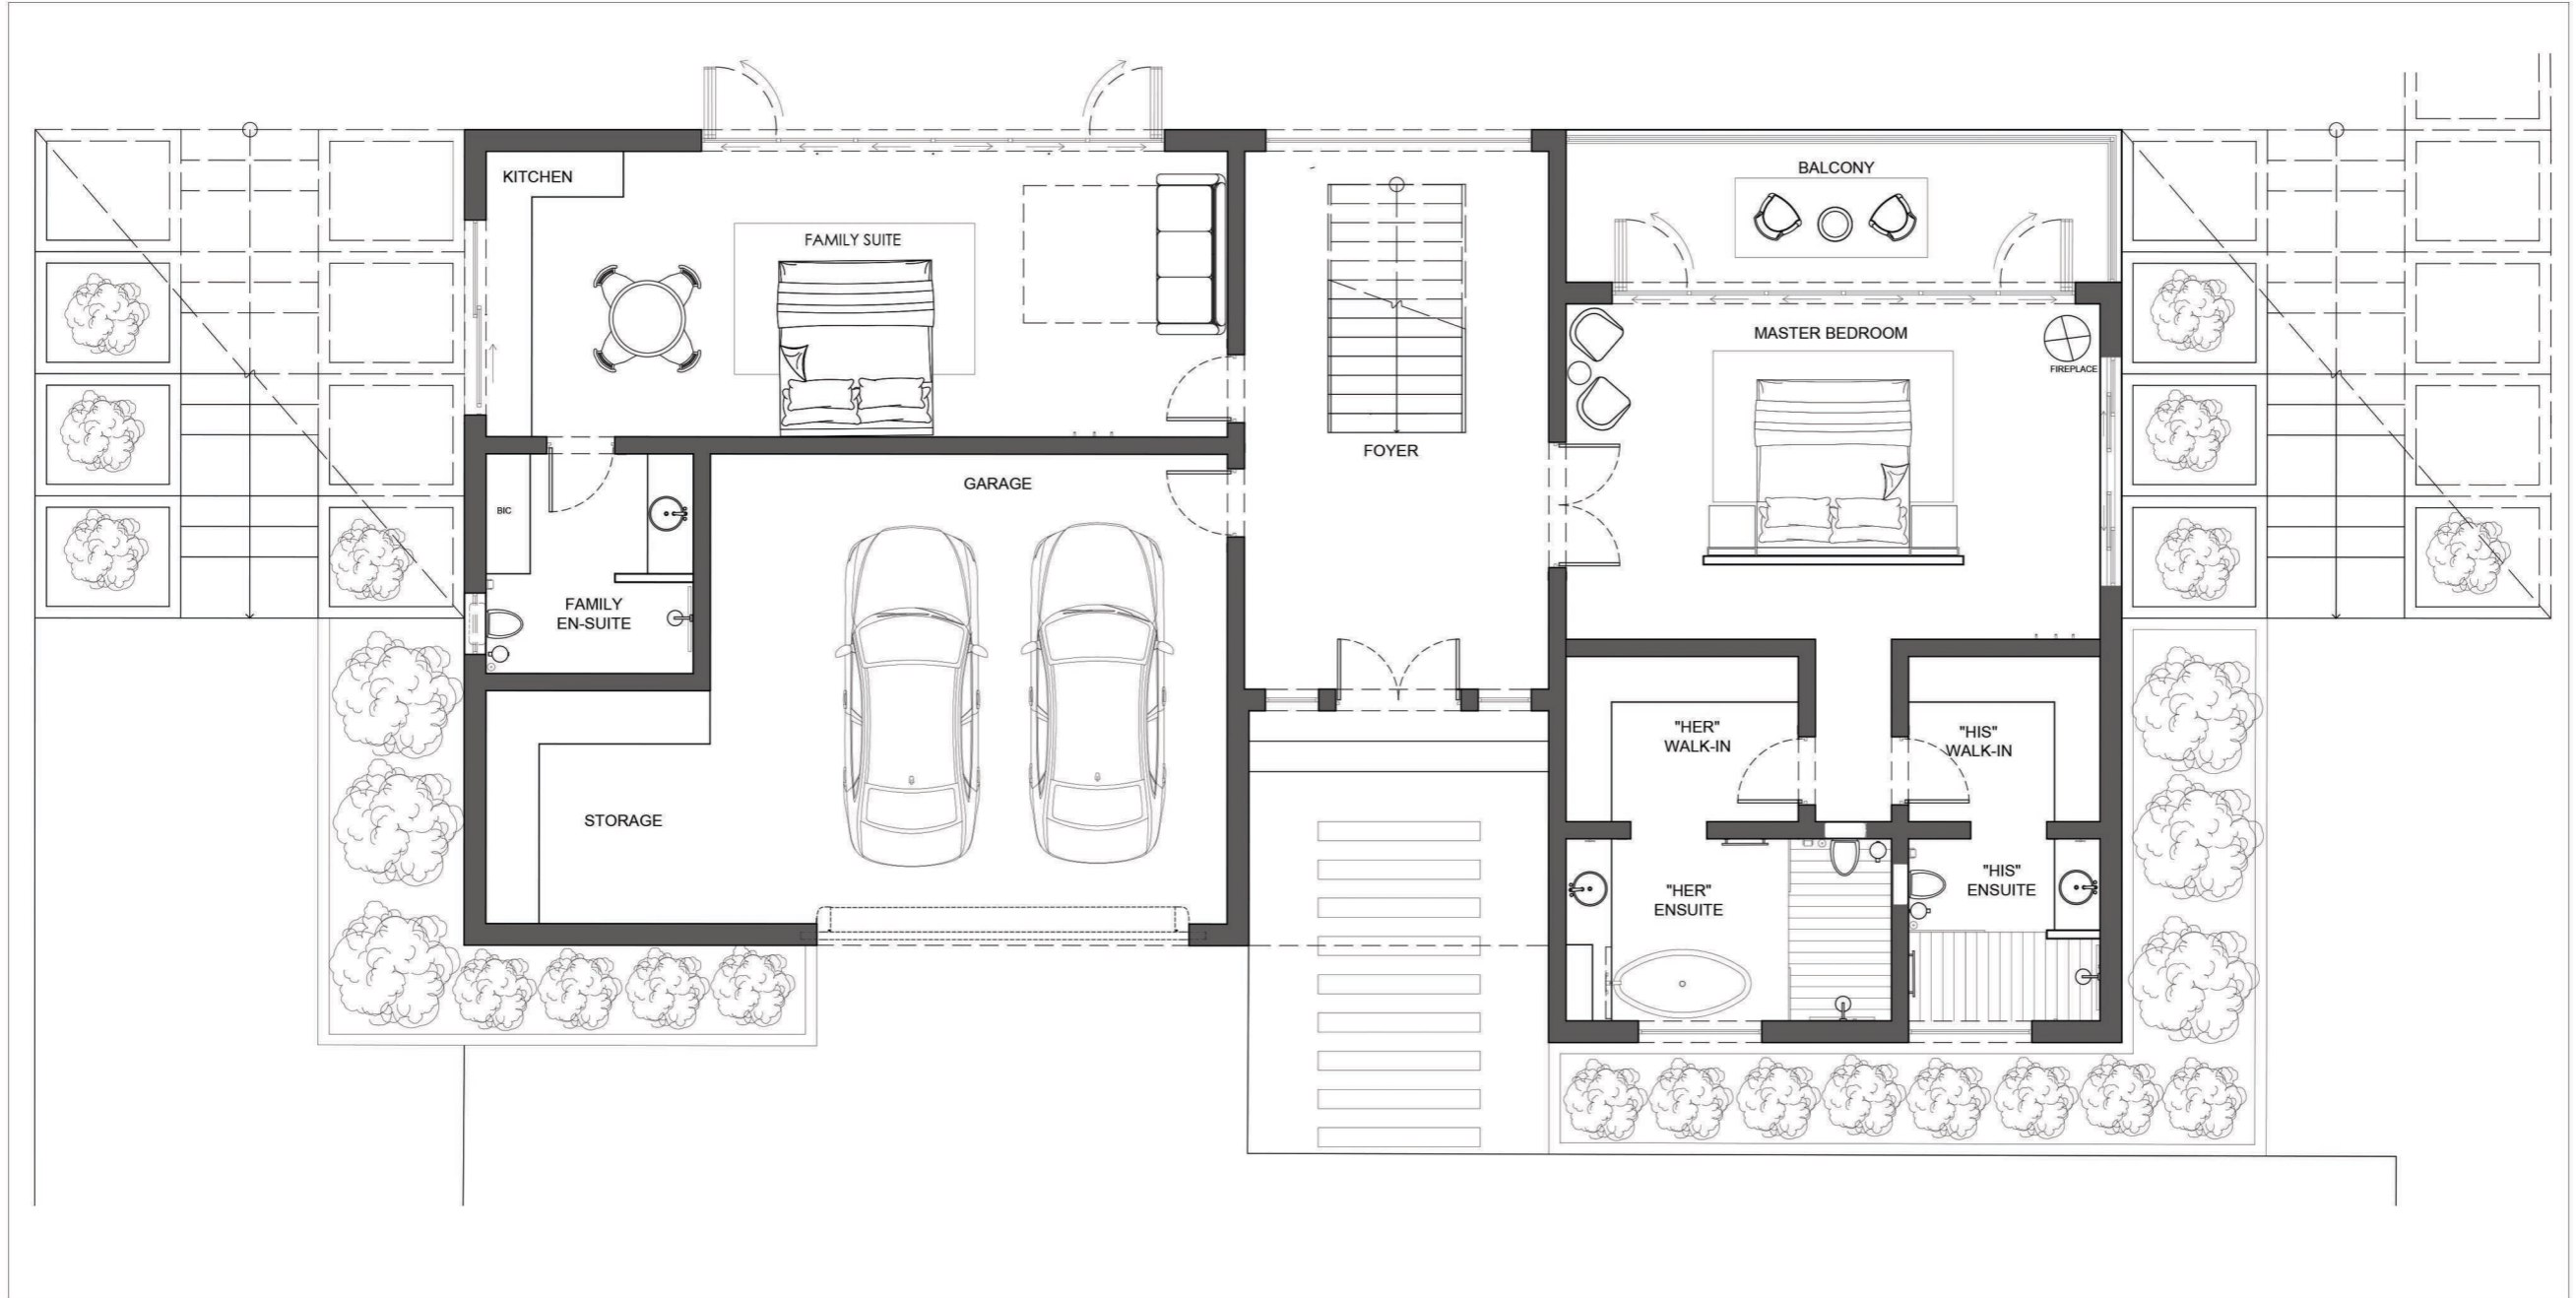 KITCHEN
FAMILY SUITE
BALCONY
MASTER BEDROOM
FIREPLACE
FOYER
GARAGE
BIC
FAMILY
EN-SUITE
"HER"
WALK-IN
"HIS"
WALK-IN
STORAGE
"HER"
ENSUITE
"HIS"
ENSUITE